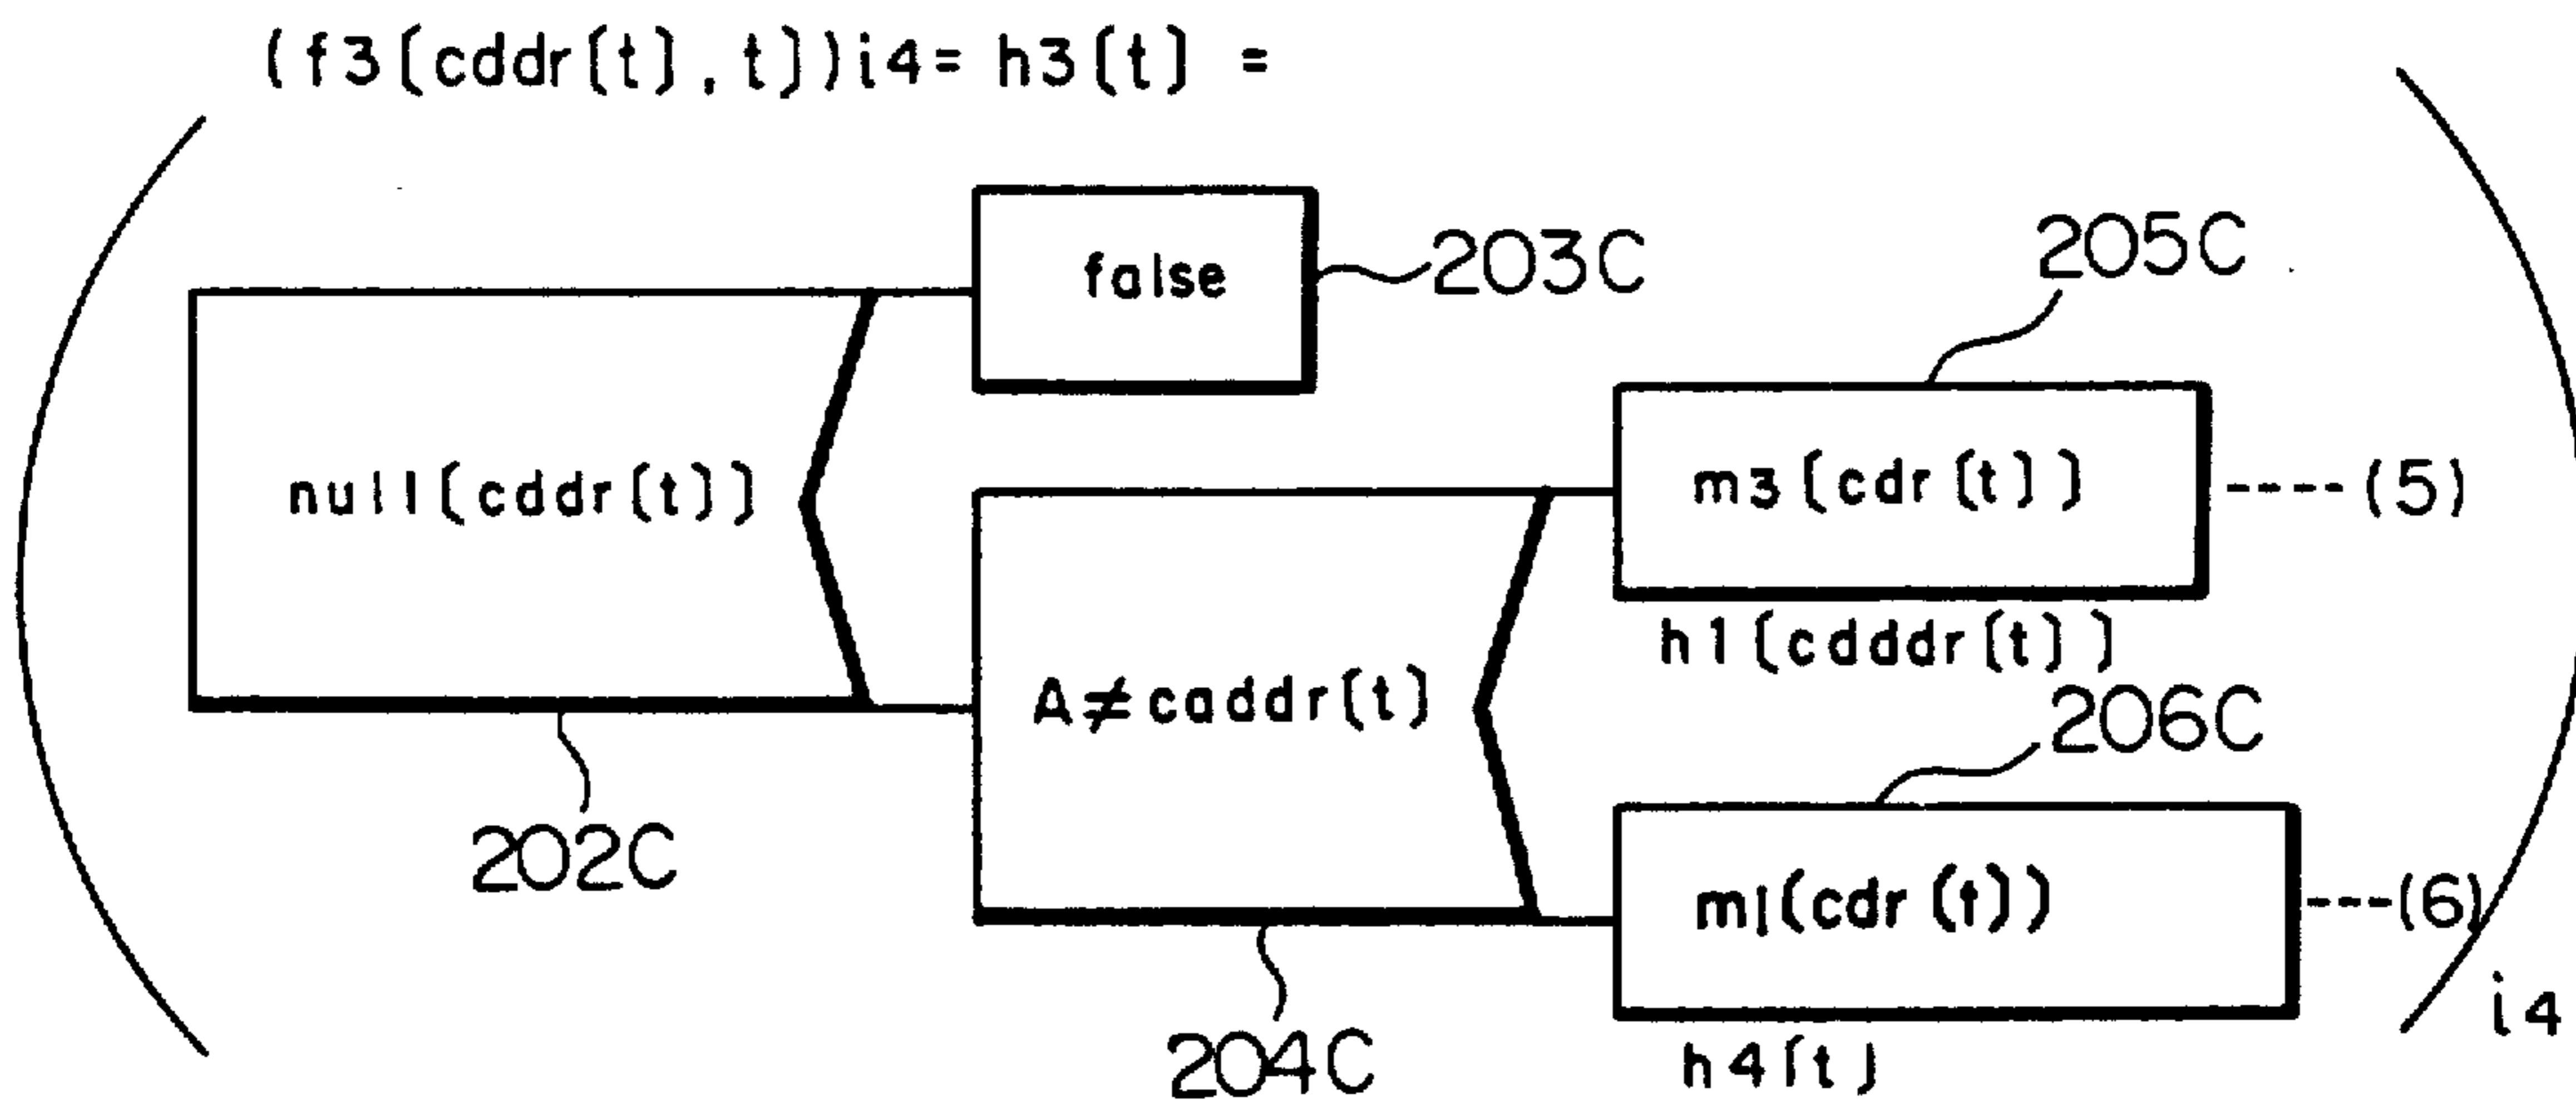 (f3(cddr(t), t))i4= h3(t) =
false
203C
205C
null(cddr(t))
m3(cdr(t))
----(5)
h1(cdddr(t))
A≠caddr(t)
206C
202C
m1(cdr(t))
---(6)
i4
204C
h4(t)